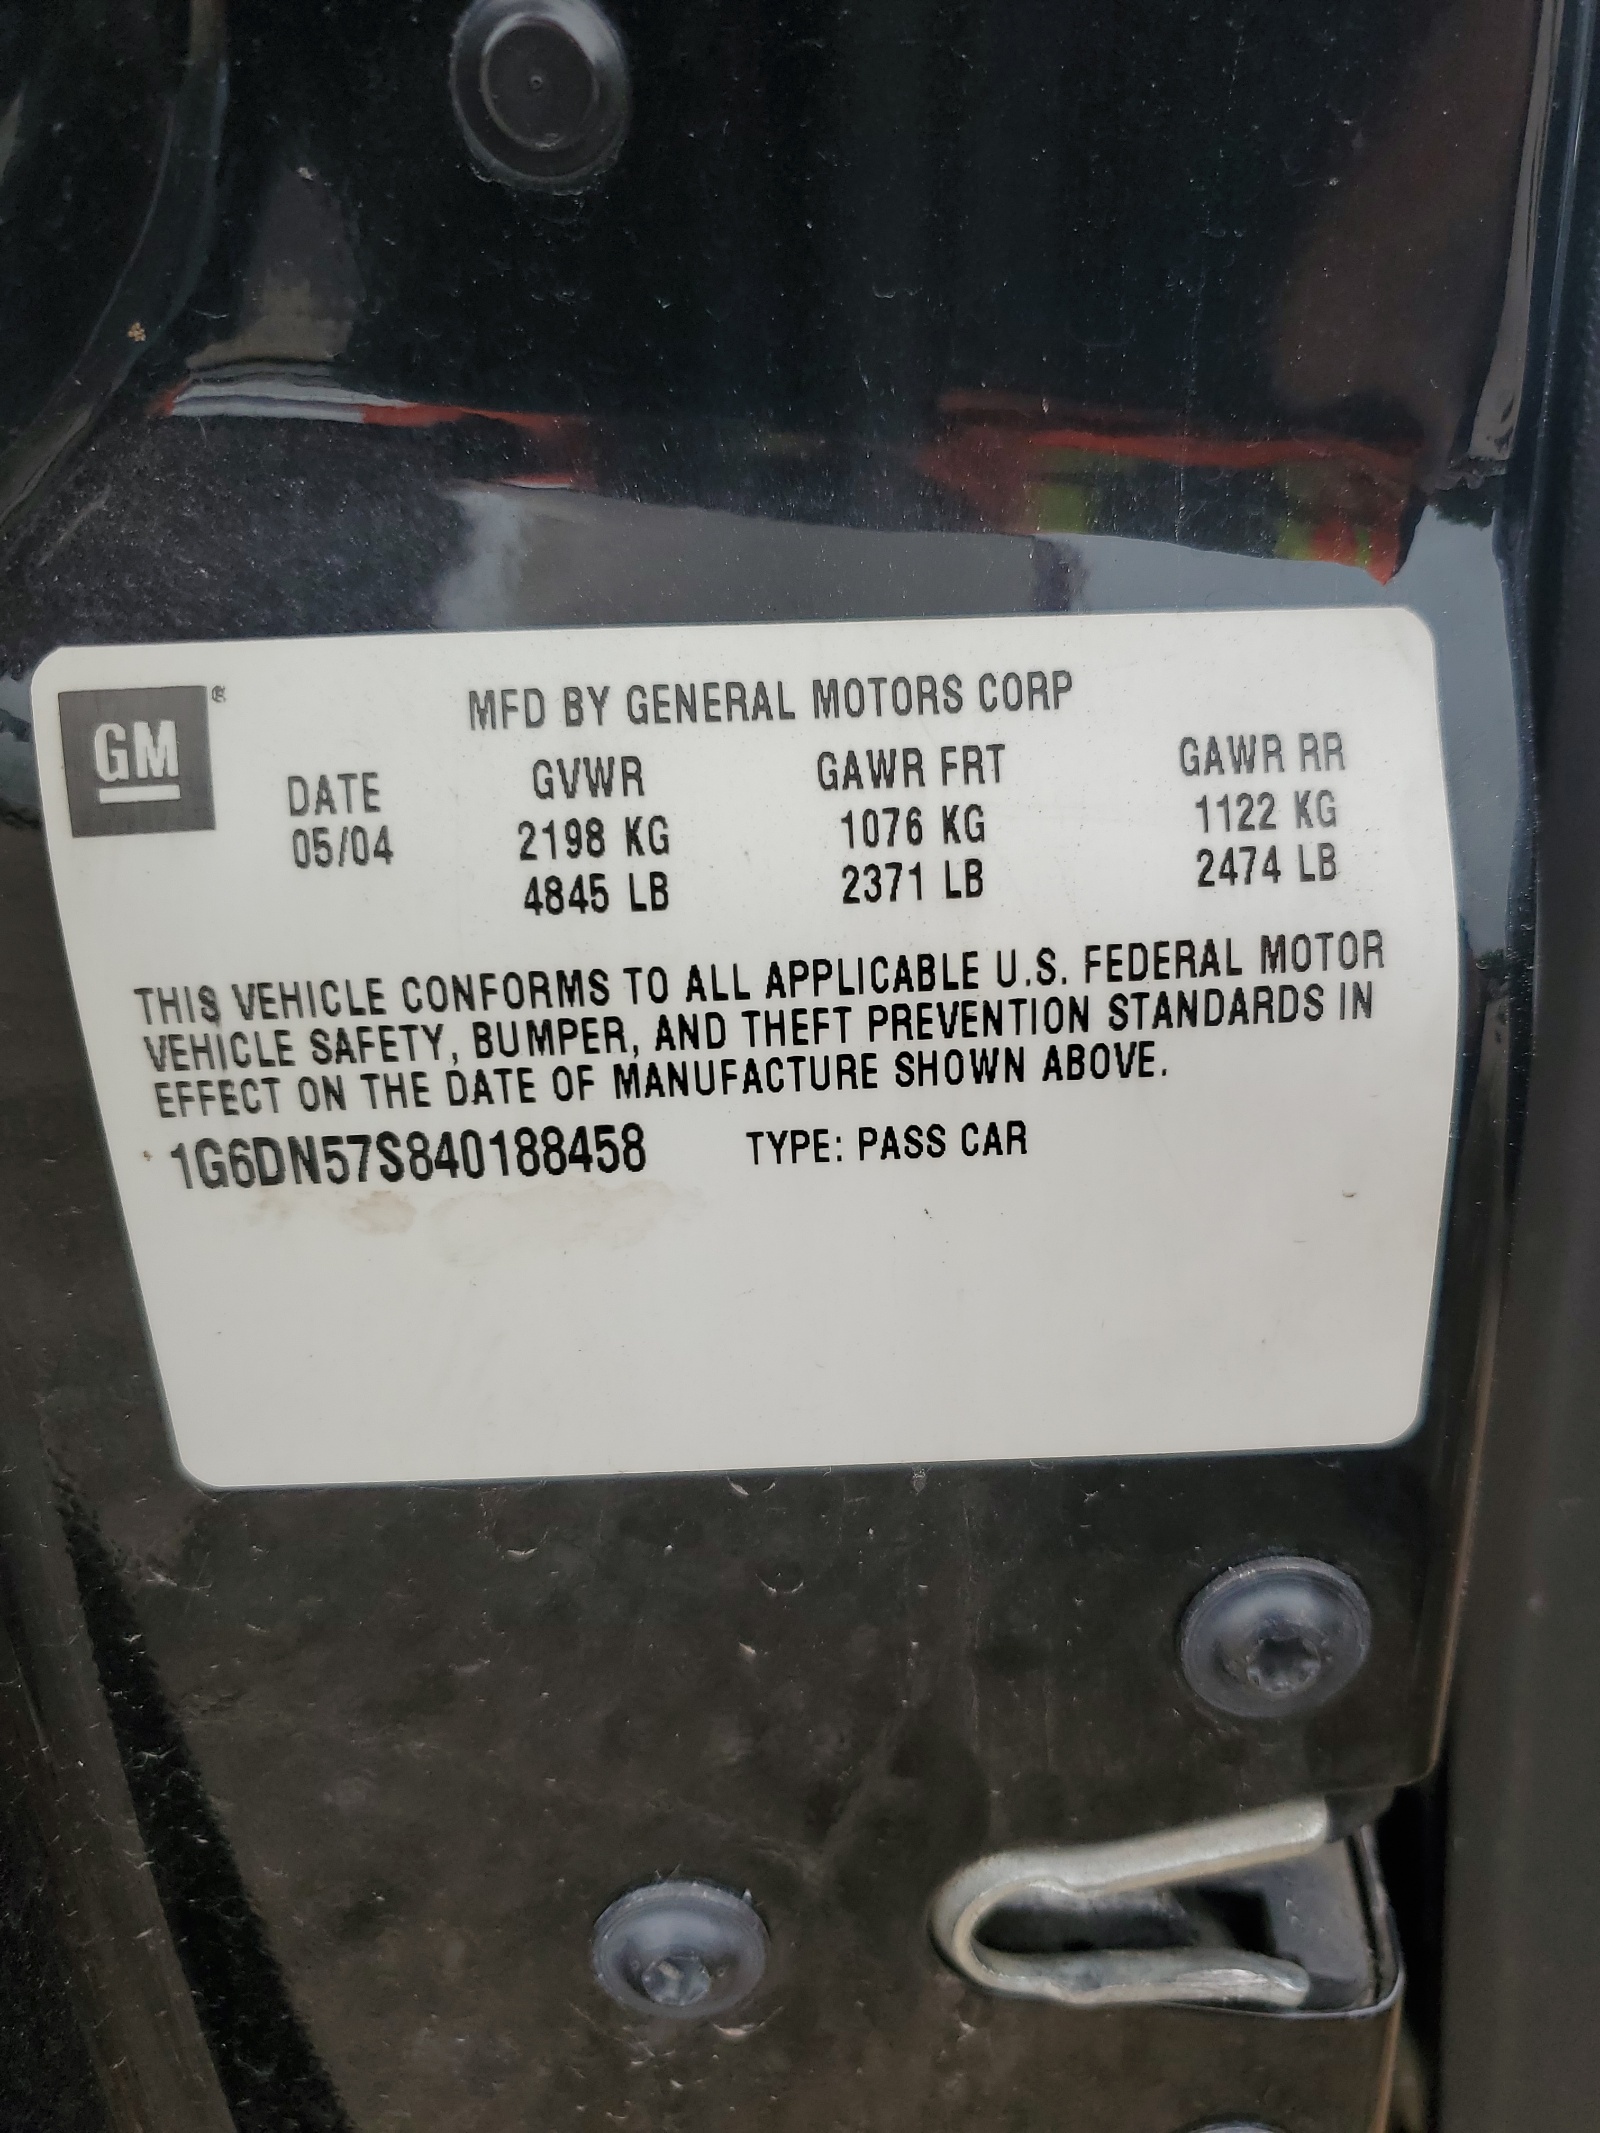 GM ®
MFD BY GENERAL MOTORS CORP
DATE GVWR GAWR FRT GAWR RR
05/04 2198 KG 1076 KG 1122 KG
4845 LB 2371 LB 2474 LB
THIS VEHICLE CONFORMS TO ALL APPLICABLE U.S. FEDERAL MOTOR
VEHICLE SAFETY, BUMPER, AND THEFT PREVENTION STANDARDS IN
EFFECT ON THE DATE OF MANUFACTURE SHOWN ABOVE.
1G6DN57S840188458 TYPE: PASS CAR